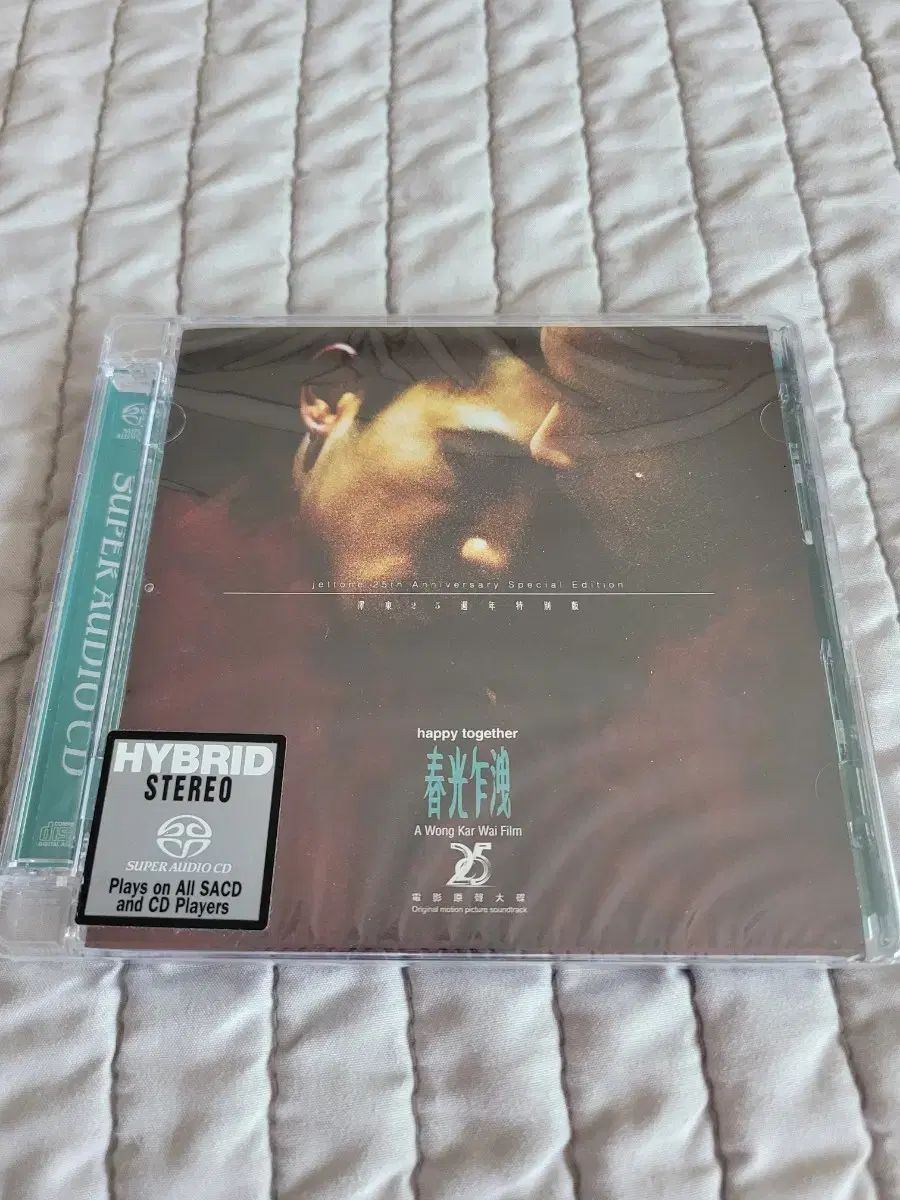 SUPER AUDIO CD
jettone 25th Anniversary Special Edition
澤東25週年特別版
happy together
春光乍洩
A Wong Kar Wai Film
25
電影原聲大碟
Original motion picture soundtrack
HYBRID
STEREO
SUPER AUDIO CD
Plays on All SACD
and CD Players